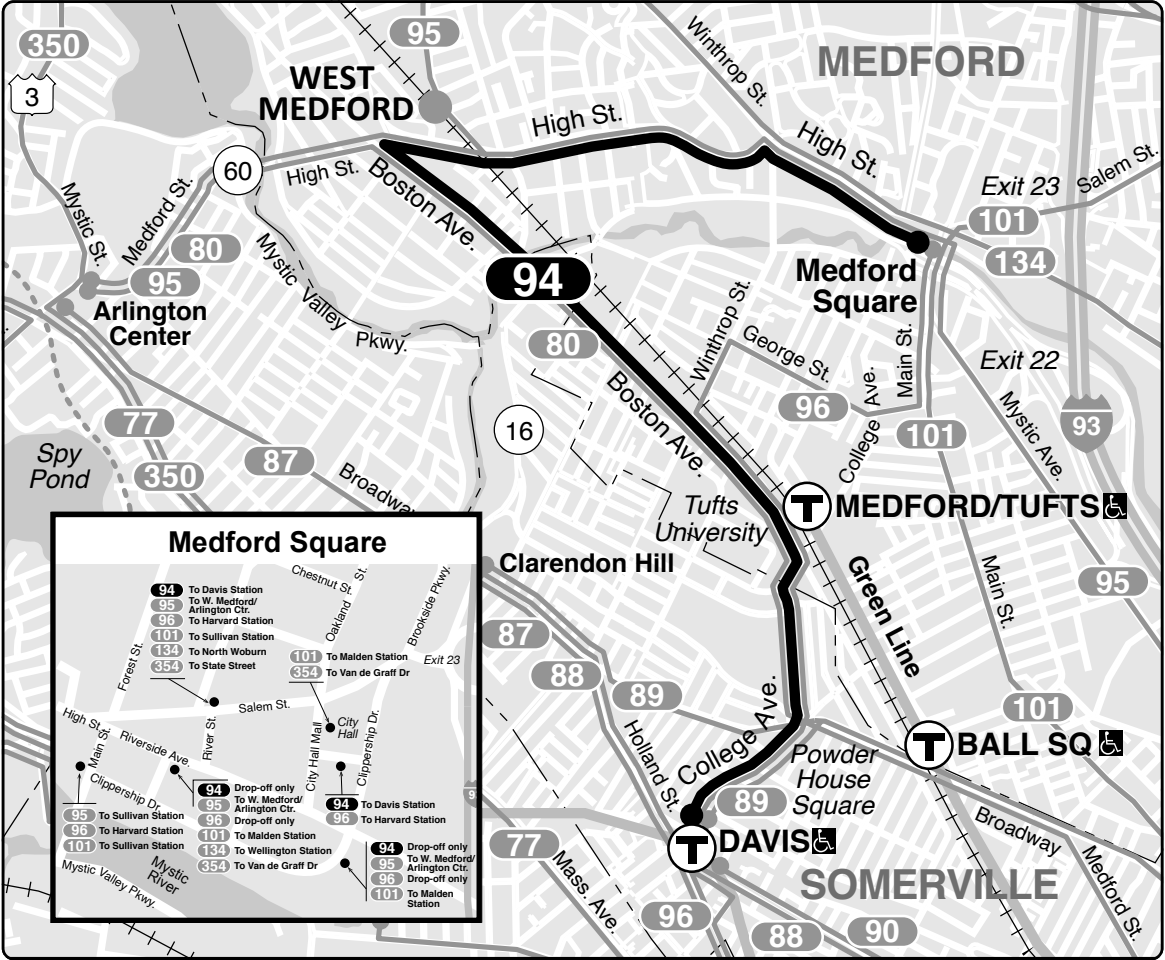 350
3
95
WEST
MEDFORD
Winthrop St.
MEDFORD
High St.
High St.
60
High St.
Boston Ave.
Exit 23
Salem St.
101
134
Mystic St.
Medford St.
80
95
Arlington
Center
Mystic Valley Pkwy.
94
Medford
Square
80
Winthrop St.
George St.
96
College Ave.
Main St.
101
Exit 22
Mystic Ave.
93
Boston Ave.
16
77
350
87
Broadway
Spy
Pond
Tufts
University
T MEDFORD/TUFTS
Green Line
Main St.
95
Clarendon Hill
87
88
89
101
Holland St.
College Ave.
Powder
House
Square
T BALL SQ
89
T DAVIS
77
Mass. Ave.
SOMERVILLE
Broadway
Medford St.
96
88
90
9
Medford Square
Chestnut St.
Oakland St.
Brookside Pkwy.
94 To Davis Station
95 To W. Medford/
Arlington Ctr.
96 To Harvard Station
101 To Sullivan Station
134 To North Woburn
354 To State Street
Forest St.
101 To Malden Station
354 To Van de Graff Dr
Exit 23
Salem St.
High St.
Main St.
Riverside Ave.
River St.
City Hall Mall
City
Hall
Clippership Dr.
Clippership Dr.
95 To Sullivan Station
96 To Harvard Station
101 To Sullivan Station
94 Drop-off only
95 To W. Medford/
Arlington Ctr.
96 Drop-off only
101 To Malden Station
134 To Wellington Station
354 To Van de Graff Dr
94 To Davis Station
96 To Harvard Station
94 Drop-off only
95 To W. Medford/
Arlington Ctr.
96 Drop-off only
101 To Malden
Station
Mystic
River
Mystic Valley Pkwy.